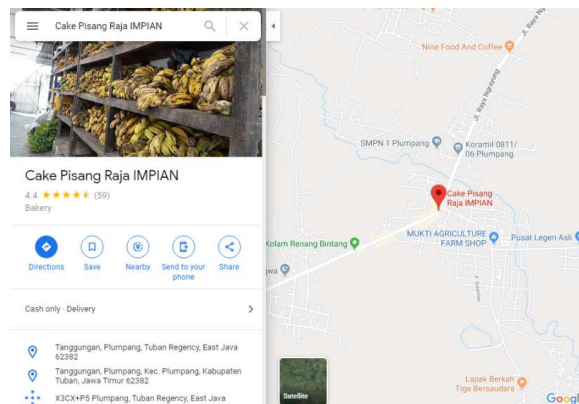 Cake Pisang Raja IMPIAN
Cake Pisang Raja IMPIAN
4.4 (59)
Bakery
Directions
Save
Nearby
Send to your
phone
Share
Cash only · Delivery
Tanggungan, Plumpang, Tuban Regency, East Java
62382
Tanggungan, Plumpang, Kec. Plumpang, Kabupaten
Tuban, Jawa Timur 62382
X3CX+P5 Plumpang, Tuban Regency, East Java
Nine Food And Coffee
Jl. Raya Ngrayung
SMPN 1 Plumpang
Koramil 0811/
06 Plumpang
Cake Pisang
Raja IMPIAN
MUKTI AGRICULTURE
FARM SHOP
Pusat Legen Asli
Kolam Renang Bintang
Lapak Berkah
Tiga Bersaudara
Satellite